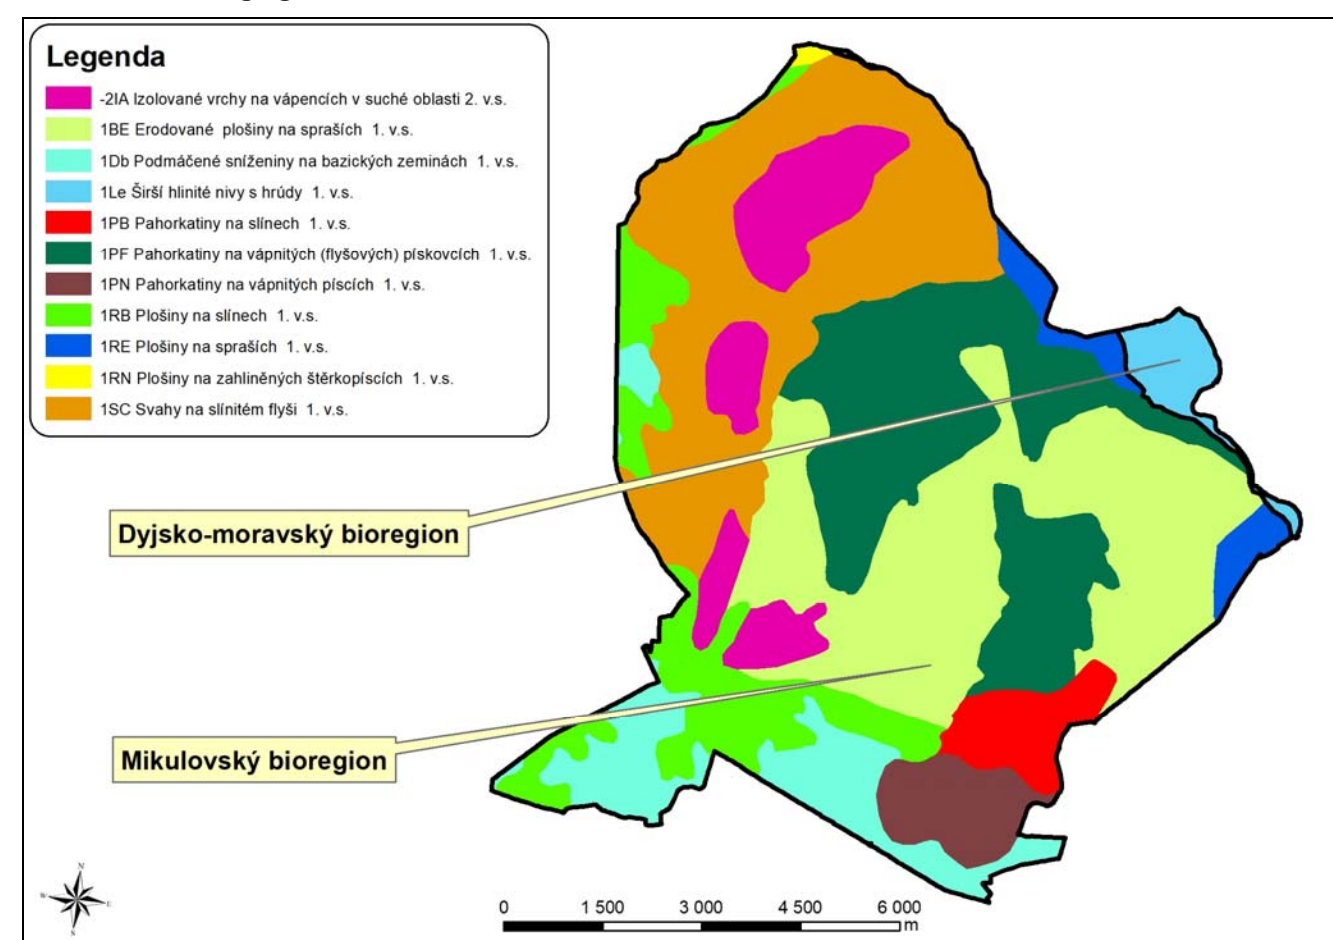 Legenda
-2IA Izolované vrchy na vápencích v suché oblasti 2. v.s.
1BE Erodované plošiny na spraších 1. v.s.
1Db Podmáčené sníženiny na bazických zeminách 1. v.s.
1Le Širší hlinité nivy s hrúdy 1. v.s.
1PB Pahorkatiny na slínech 1. v.s.
1PF Pahorkatiny na vápnitých (flyšových) pískovcích 1. v.s.
1PN Pahorkatiny na vápnitých píscích 1. v.s.
1RB Plošiny na slínech 1. v.s.
1RE Plošiny na spraších 1. v.s.
1RN Plošiny na zahliněných štěrkopíscích 1. v.s.
1SC Svahy na slínitém flyši 1. v.s.
Dyjsko-moravský bioregion
Mikulovský bioregion
N
W
E
S
0 1 500 3 000 4 500 6 000
m